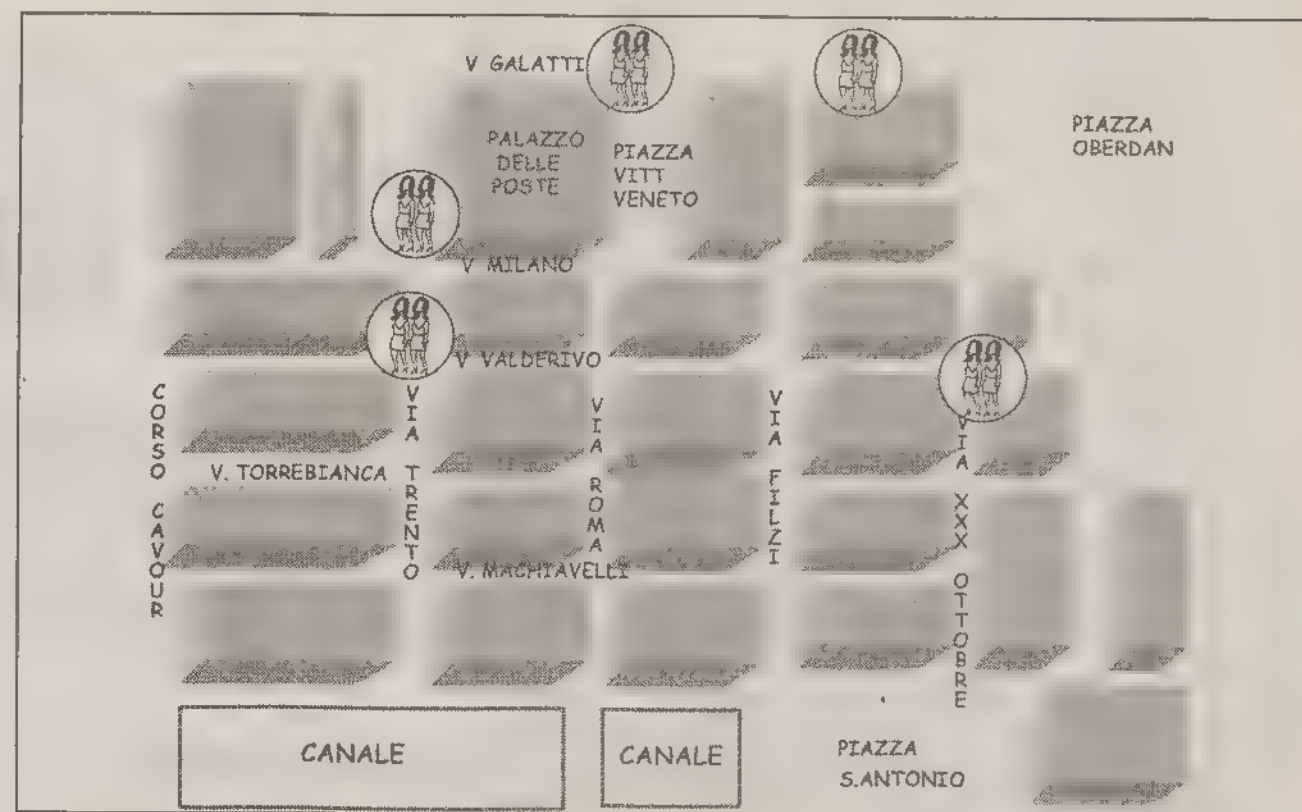 V GALATTI
PALAZZO
DELLE
POSTE
PIAZZA
VITT
VENETO
PIAZZA
OBERDAN
V MILANO
V VALDERIVO
CORSO CAVOUR
VIA TRENTO
VIA ROMA
VIA FILZI
VIA XXX OTTOBRE
V. TORREBIANCA
V. MACHIAVELLI
CANALE
CANALE
PIAZZA
S.ANTONIO